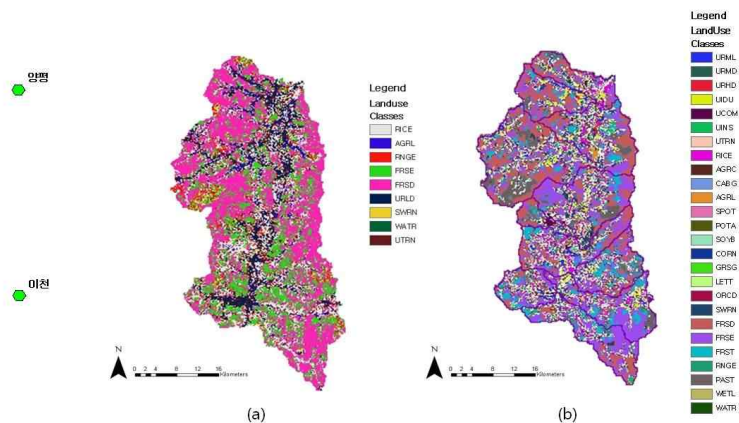 양평
이천
Legend
Landuse
Classes
RICE
AGRL
RNGE
FRSE
FRSD
URLD
SWRN
WATR
UTRN
N
0 2 4 8 12 16
Kilometers
(a)
Legend
LandUse
Classes
URML
URMD
URHD
UIDU
UCOM
UINS
UTRN
RICE
AGRC
CABG
AGRL
SPOT
POTA
SOYB
CORN
GRSG
LETT
ORCD
SWRN
FRSD
FRSE
FRST
RNGE
PAST
WETL
WATR
N
0 2 4 8 12 16
Kilometers
(b)